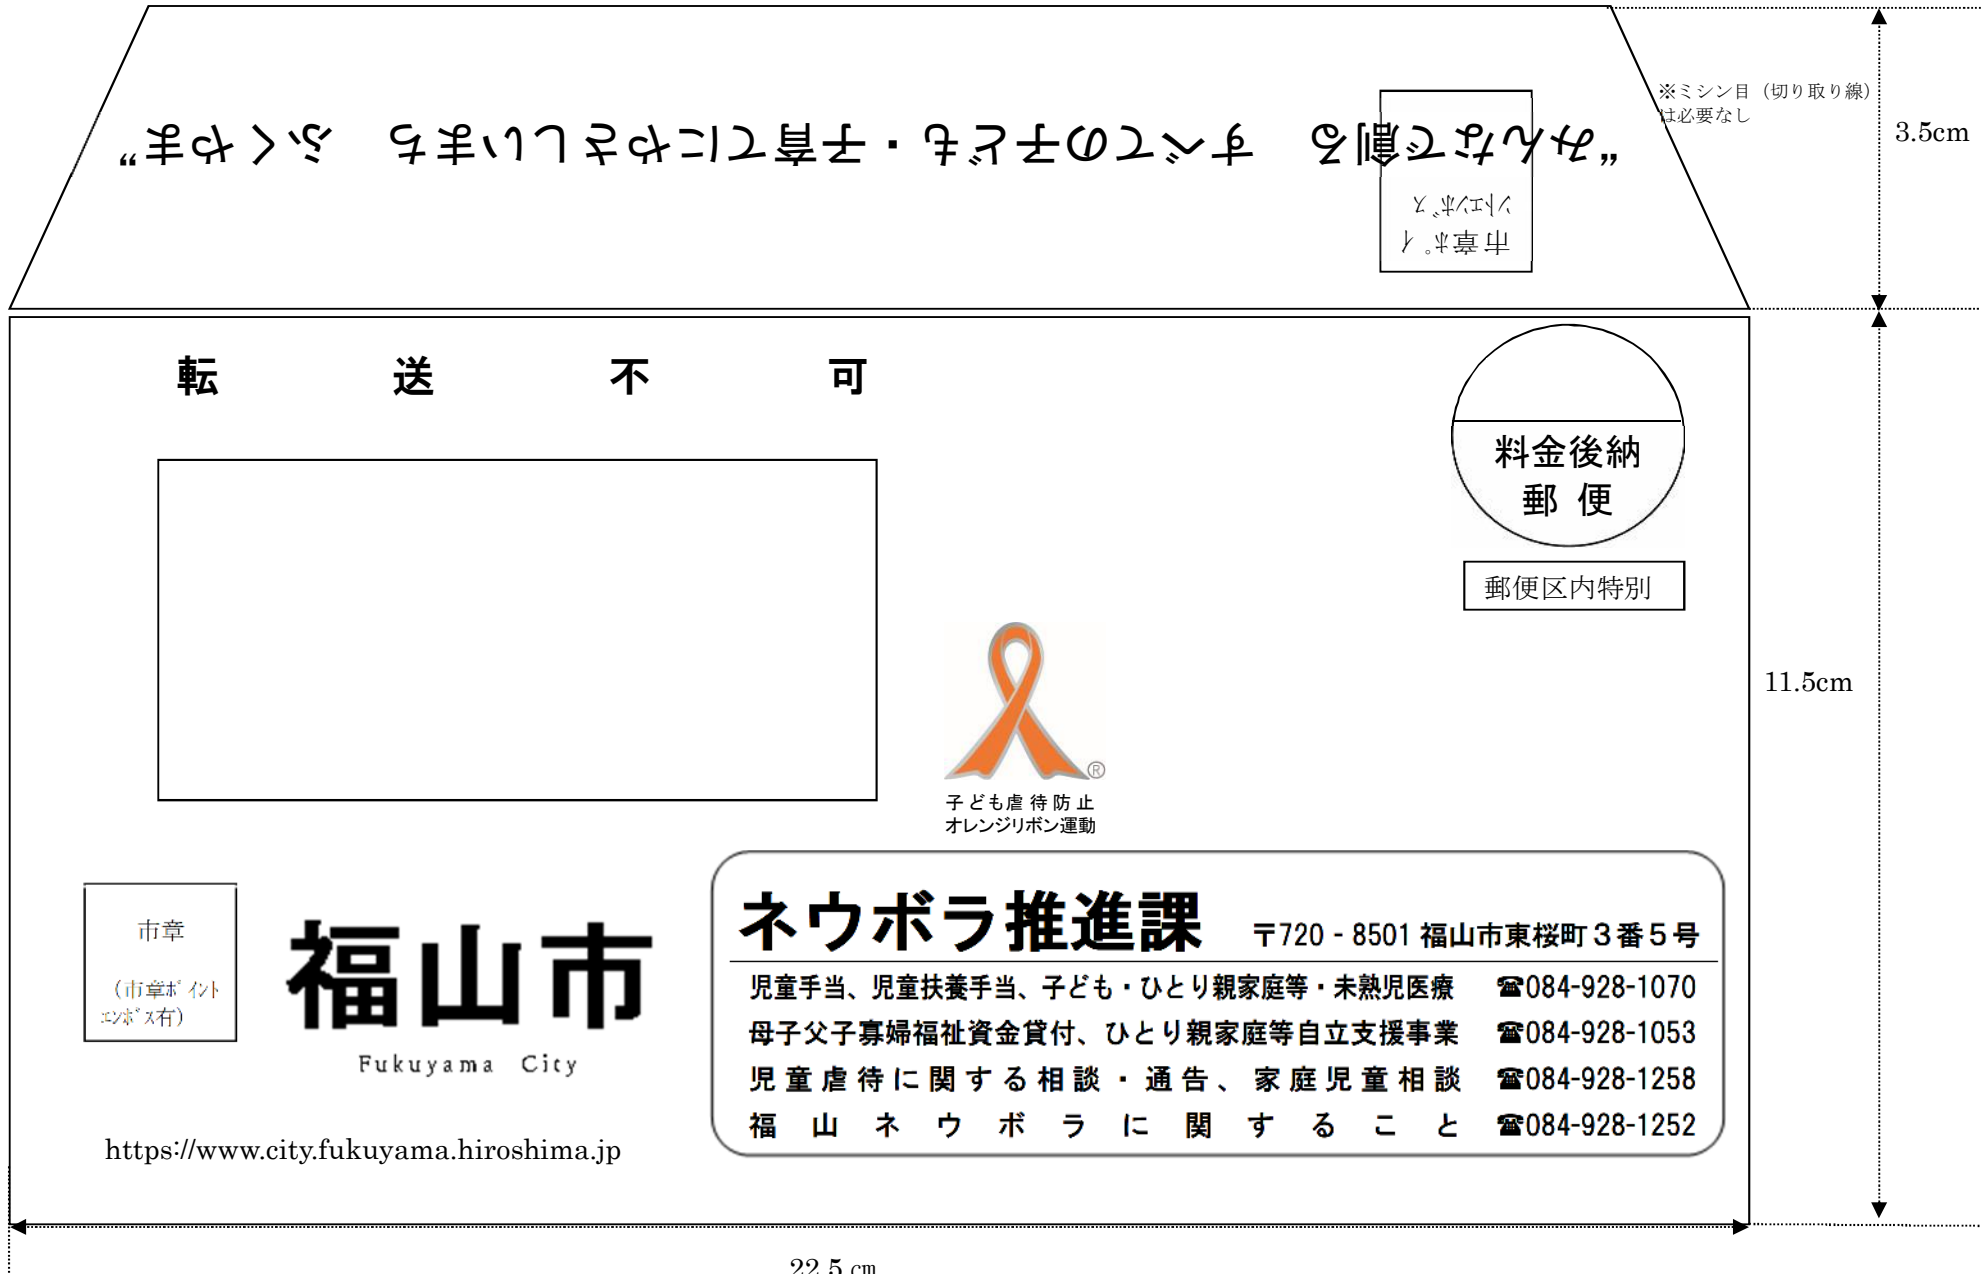 “みんなで創る　すべての子ども・子育てにやさしいまち　ふくやま”
市章ﾎﾟｲ
ﾝﾄｴﾝﾎﾞｽ
※ミシン目（切り取り線）
は必要なし
3.5cm
転送不可
料金後納
郵便
郵便区内特別
11.5cm
®
子ども虐待防止
オレンジリボン運動
市章
（市章ﾎﾟｲﾝﾄ
ｴﾝﾎﾞｽ有）
福山市
Fukuyama City
https://www.city.fukuyama.hiroshima.jp
ネウボラ推進課 〒720-8501 福山市東桜町３番５号
児童手当、児童扶養手当、子ども・ひとり親家庭等・未熟児医療 ☎084-928-1070
母子父子寡婦福祉資金貸付、ひとり親家庭等自立支援事業 ☎084-928-1053
児童虐待に関する相談・通告、家庭児童相談 ☎084-928-1258
福山ネウボラに関すること ☎084-928-1252
22.5㎝